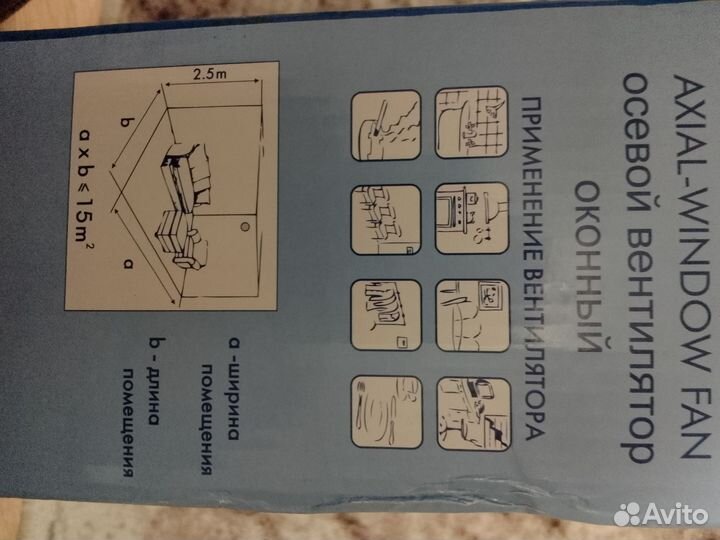 AXIAL-WINDOW FAN
осевой вентилятор
оконный
ПРИМЕНЕНИЕ ВЕНТИЛЯТОРА
2.5m
b
a
a x b ≤ 15m²
a - ширина
помещения
b - длина
помещения
Avito